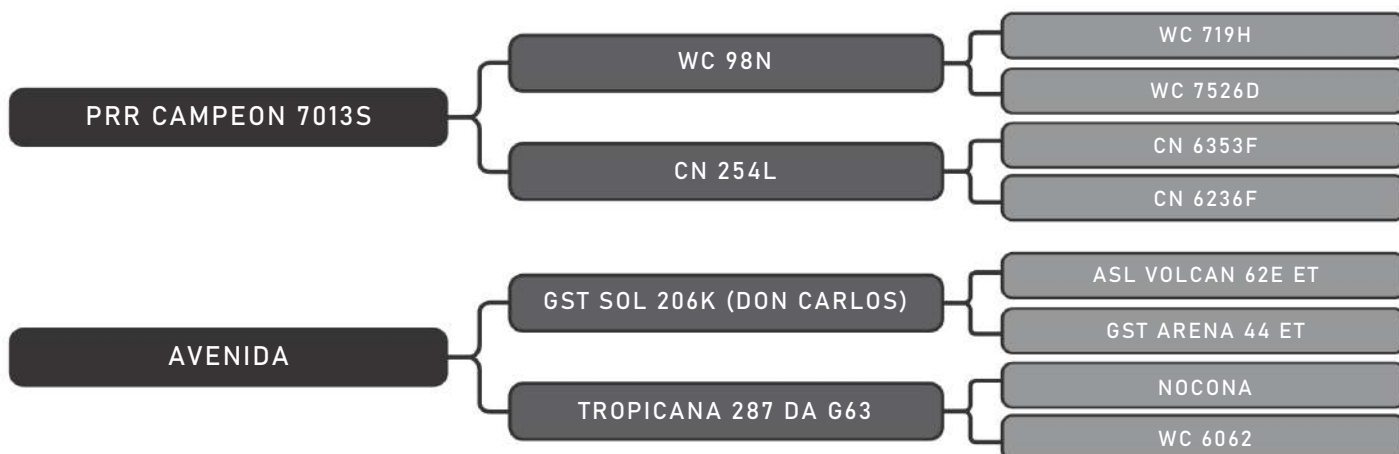 PRR CAMPEON 7013S
WC 98N
WC 719H
WC 7526D
CN 254L
CN 6353F
CN 6236F
AVENIDA
GST SOL 206K (DON CARLOS)
ASL VOLCAN 62E ET
GST ARENA 44 ET
TROPICANA 287 DA G63
NOCONA
WC 6062